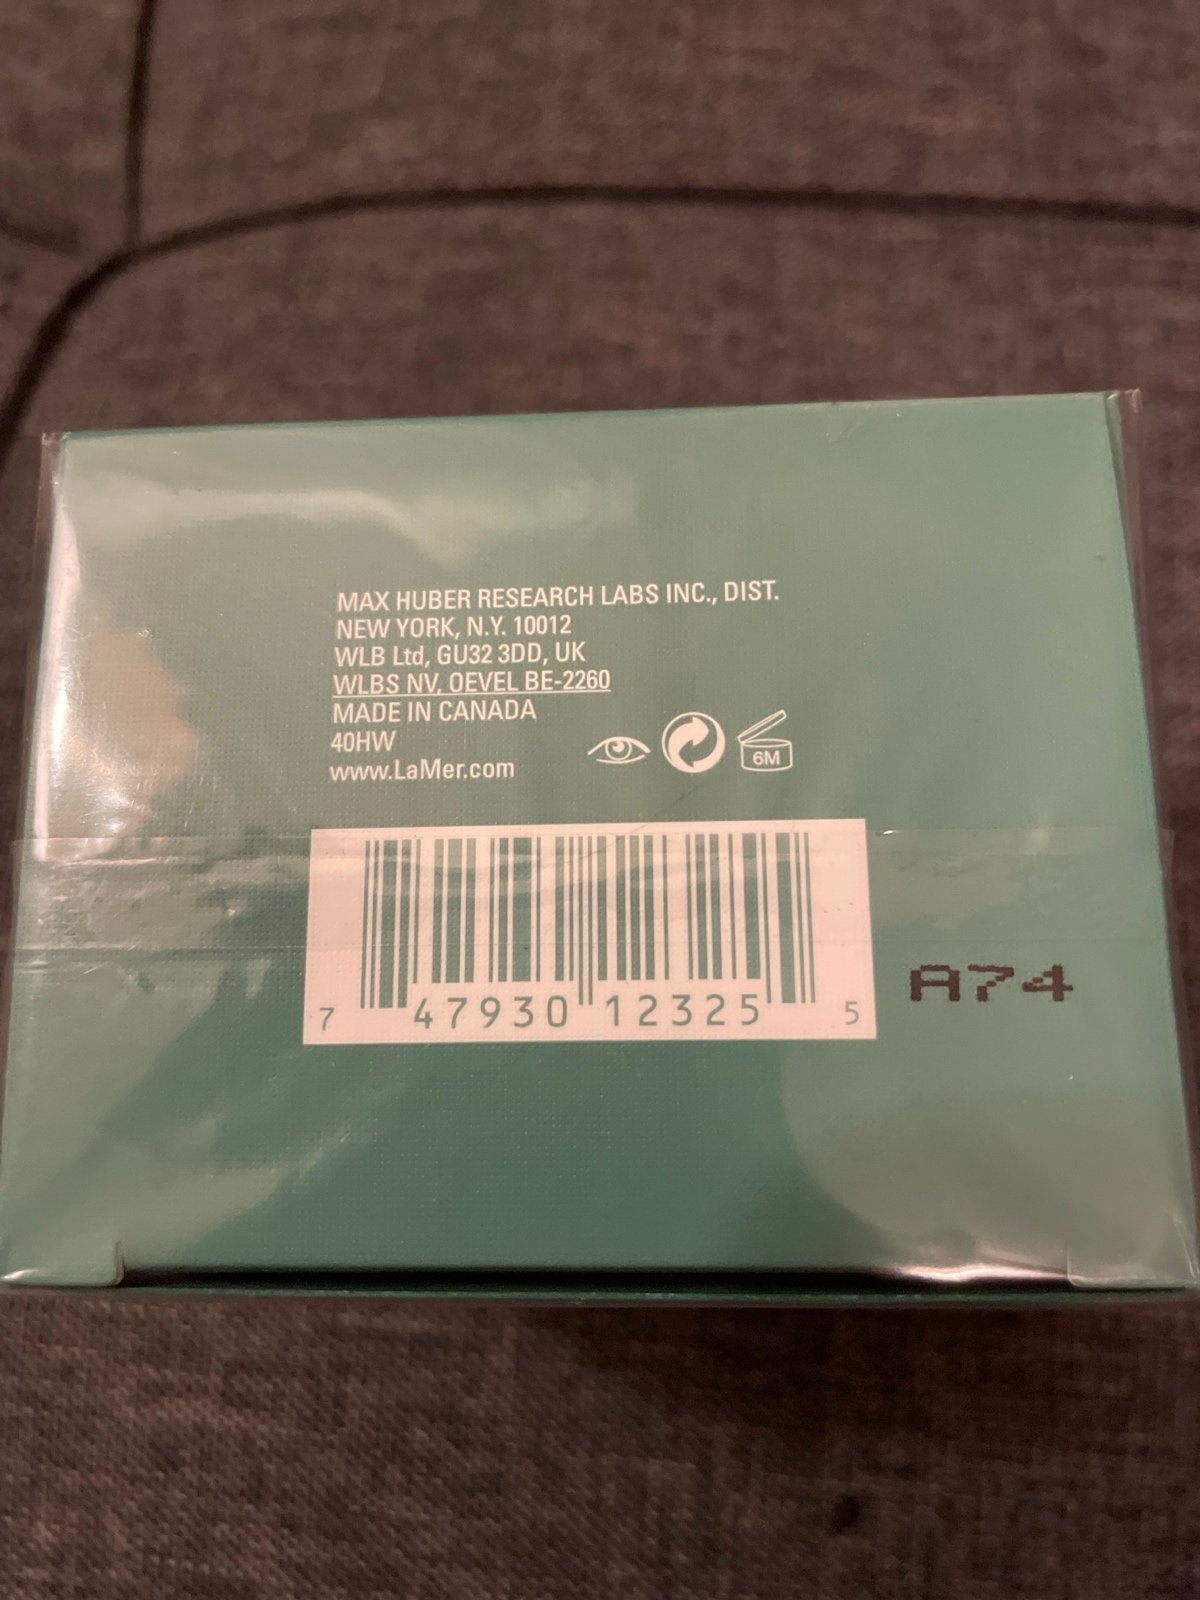 MAX HUBER RESEARCH LABS INC., DIST.
NEW YORK, N.Y. 10012
WLB Ltd, GU32 3DD, UK
WLBS NV, OEVEL BE-2260
MADE IN CANADA
40HW
www.LaMer.com
6M
7 47930 12325 5
A74